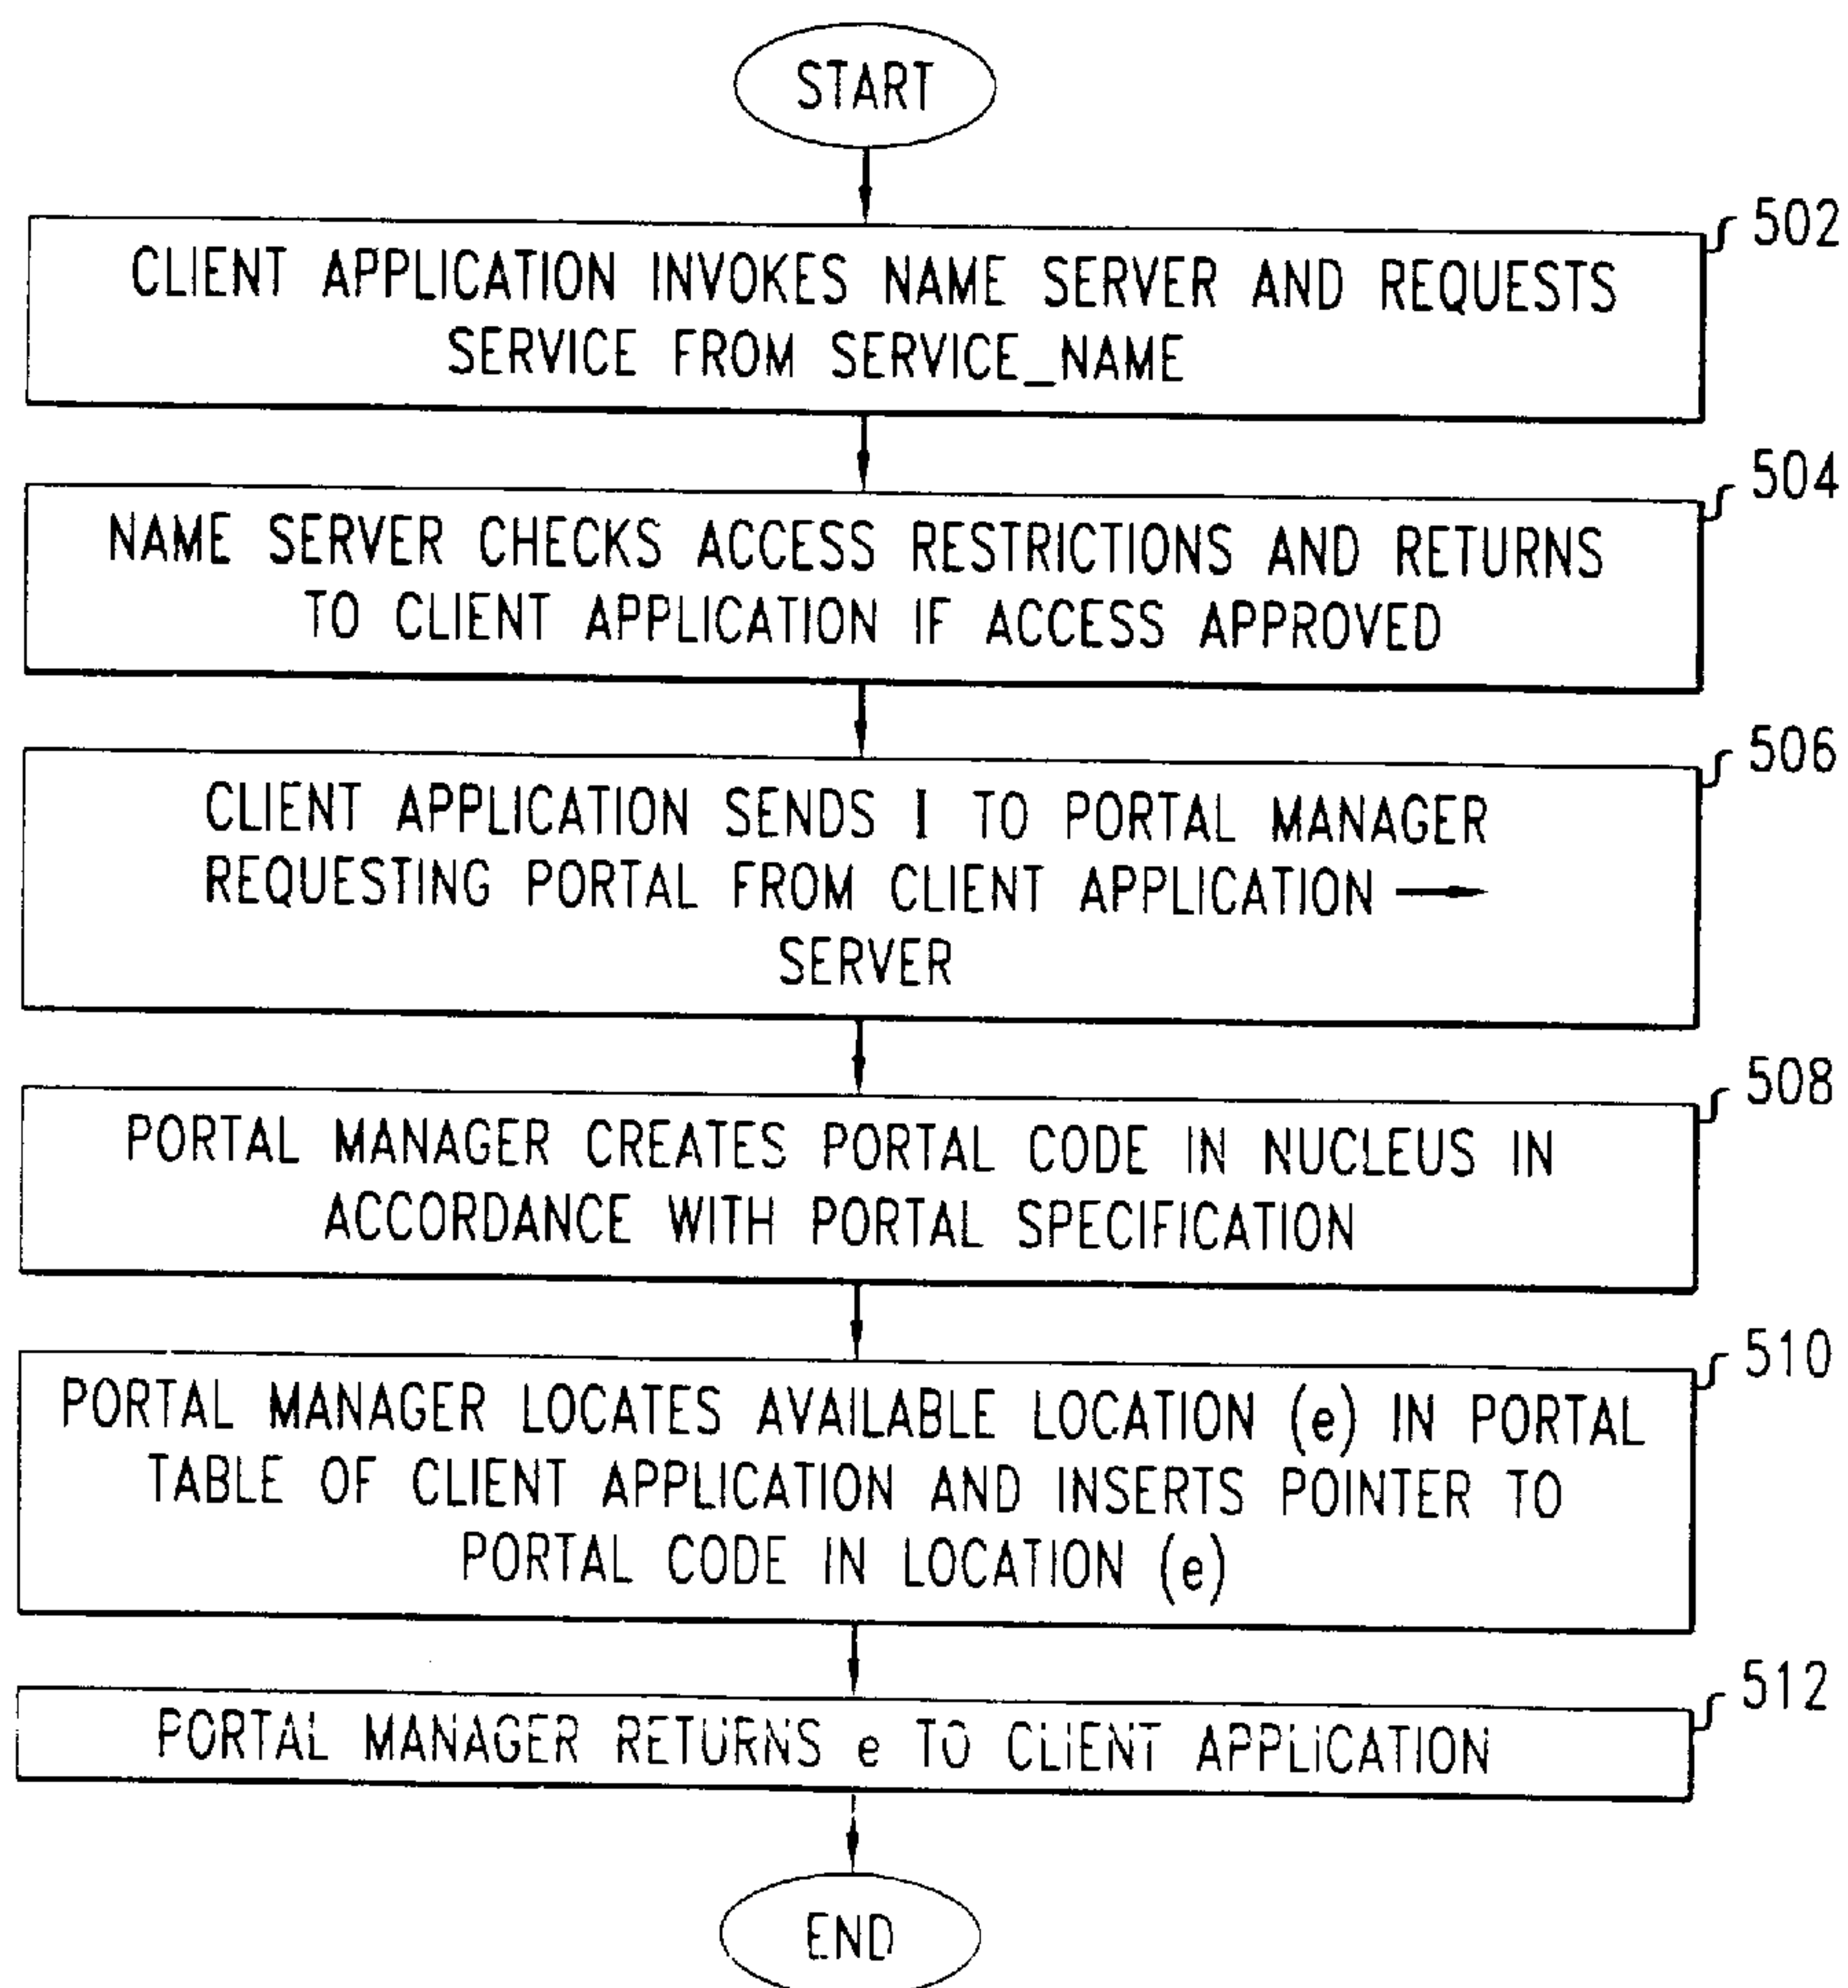 START
502
CLIENT APPLICATION INVOKES NAME SERVER AND REQUESTS
SERVICE FROM SERVICE_NAME
504
NAME SERVER CHECKS ACCESS RESTRICTIONS AND RETURNS
TO CLIENT APPLICATION IF ACCESS APPROVED
506
CLIENT APPLICATION SENDS I TO PORTAL MANAGER
REQUESTING PORTAL FROM CLIENT APPLICATION →
SERVER
508
PORTAL MANAGER CREATES PORTAL CODE IN NUCLEUS IN
ACCORDANCE WITH PORTAL SPECIFICATION
510
PORTAL MANAGER LOCATES AVAILABLE LOCATION (e) IN PORTAL
TABLE OF CLIENT APPLICATION AND INSERTS POINTER TO
PORTAL CODE IN LOCATION (e)
512
PORTAL MANAGER RETURNS e TO CLIENT APPLICATION
END